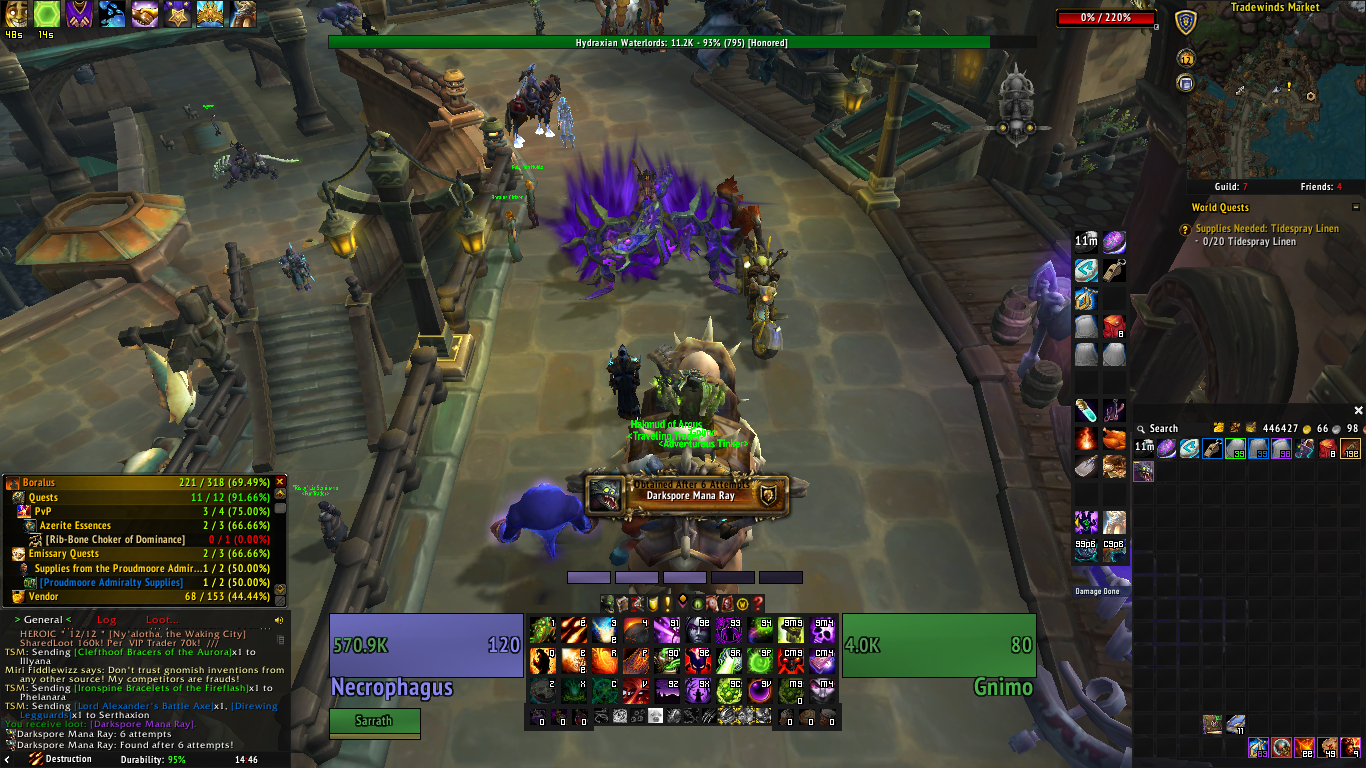 48s
14s
Hydraxian Waterlords: 11.2K - 93% (795) [Honored]
0% / 220%
Tradewinds Market
17
Guild: 7
Friends: 4
World Quests
Supplies Needed: Tidespray Linen
- 0/20 Tidespray Linen
11m
8
Search
446427 66 98
11m
8
198
Hakmud of Argus
<Traveling Trader>
Gnimo
<Adventurous Tinker>
Obtained After 6 Attempts
Darkspore Mana Ray
Boralus 221 / 318 (69.49%)
Quests 11 / 12 (91.66%)
PvP 3 / 4 (75.00%)
Azerite Essences 2 / 3 (66.66%)
[Rib-Bone Choker of Dominance] 0 / 1 (0.00%)
Emissary Quests 2 / 3 (66.66%)
Supplies from the Proudmoore Admir...1 / 2 (50.00%)
[Proudmoore Admiralty Supplies] 1 / 2 (50.00%)
Vendor 68 / 153 (44.44%)
> General <
Log
Loot...
HEROIC * 12/12 * [Ny'alotha, the Waking City]
SharedLoot 160k! Per VIP Trader 70k! ///
TSM: Sending [Clefthoof Bracers of the Aurora]x1 to
Illyana
Miri Fiddlewizz says: Don't trust gnomish inventions from
any other source! My competitors are frauds!
TSM: Sending [Ironspine Bracelets of the Fireflash]x1 to
Phelanara
TSM: Sending [Lord Alexander's Battle Axe]x1, [Direwing
Legguards]x1 to Serthaxion
You receive loot: [Darkspore Mana Ray].
Darkspore Mana Ray: 6 attempts
Darkspore Mana Ray: Found after 6 attempts!
Destruction
Durability: 95%
14:46
570.9K
120
Necrophagus
Sarrath
4.0K
80
Gnimo
Damage Done
11
22
49
9